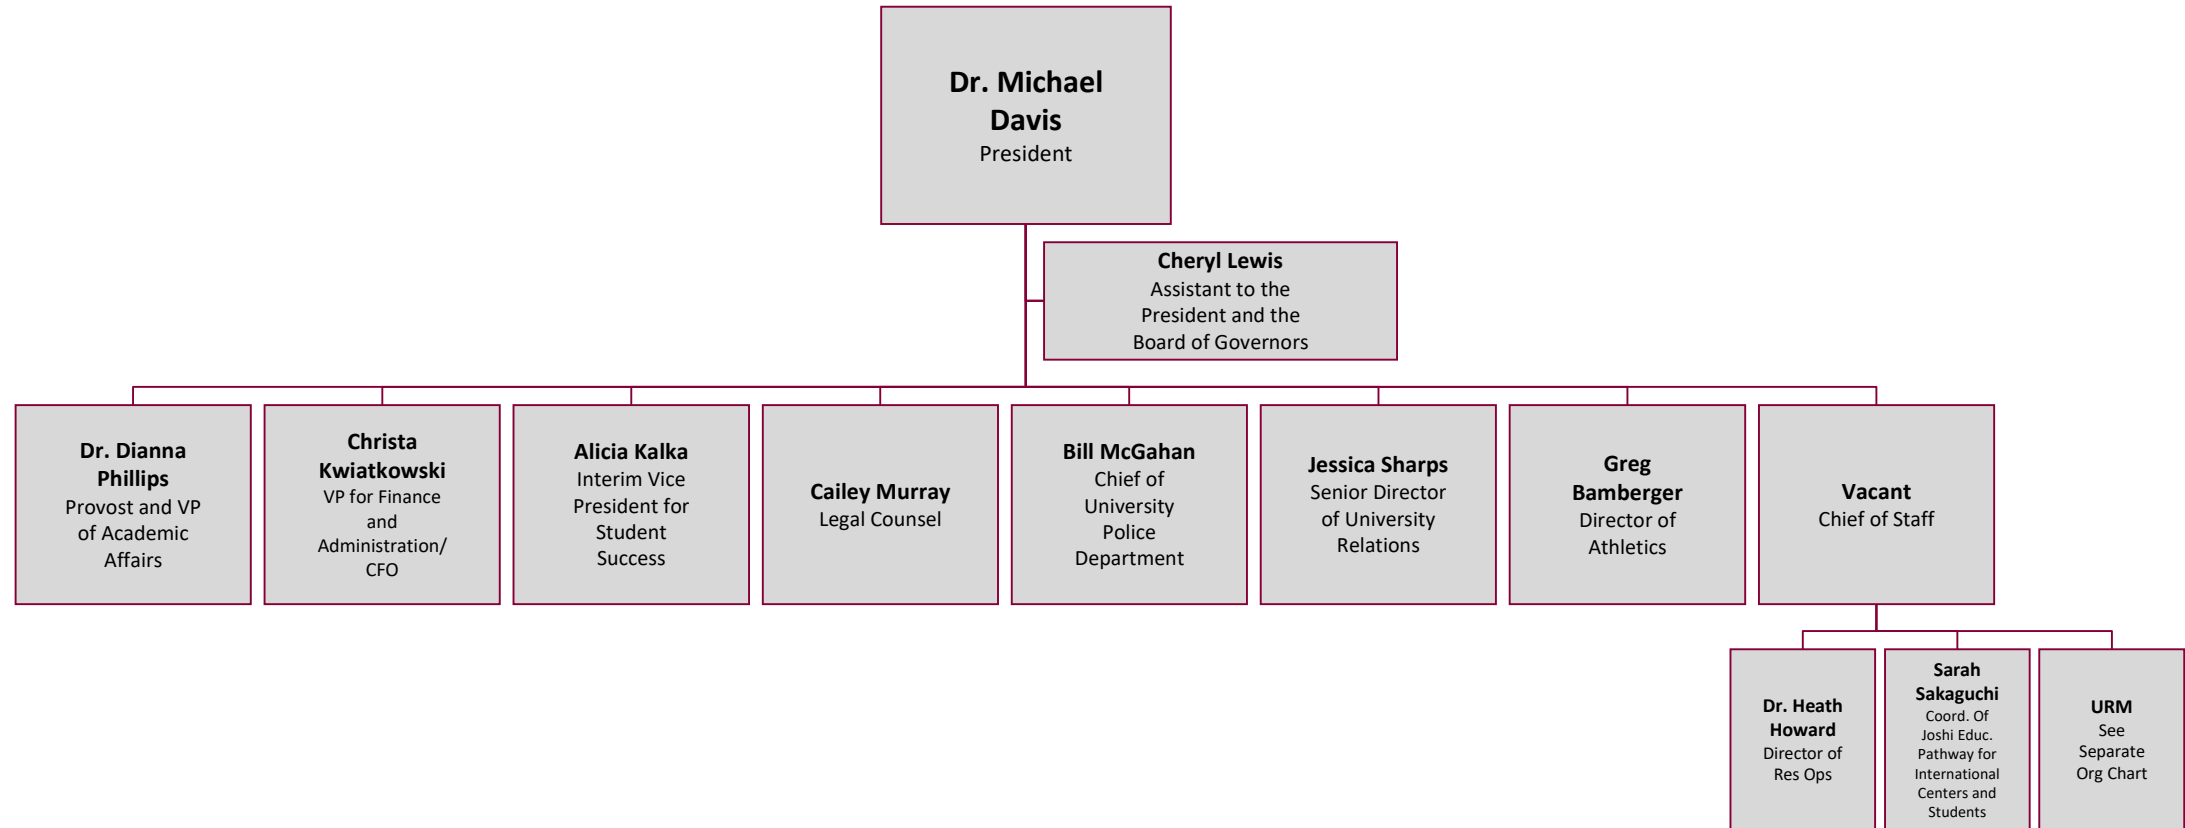 Dr. Michael
Davis
President
Cheryl Lewis
Assistant to the
President and the
Board of Governors
Dr. Dianna
Phillips
Provost and VP
of Academic
Affairs
Christa
Kwiatkowski
VP for Finance
and
Administration/
CFO
Alicia Kalka
Interim Vice
President for
Student
Success
Cailey Murray
Legal Counsel
Bill McGahan
Chief of
University
Police
Department
Jessica Sharps
Senior Director
of University
Relations
Greg
Bamberger
Director of
Athletics
Vacant
Chief of Staff
Dr. Heath
Howard
Director of
Res Ops
Sarah
Sakaguchi
Coord. Of
Joshi Educ.
Pathway for
International
Centers and
Students
URM
See
Separate
Org Chart